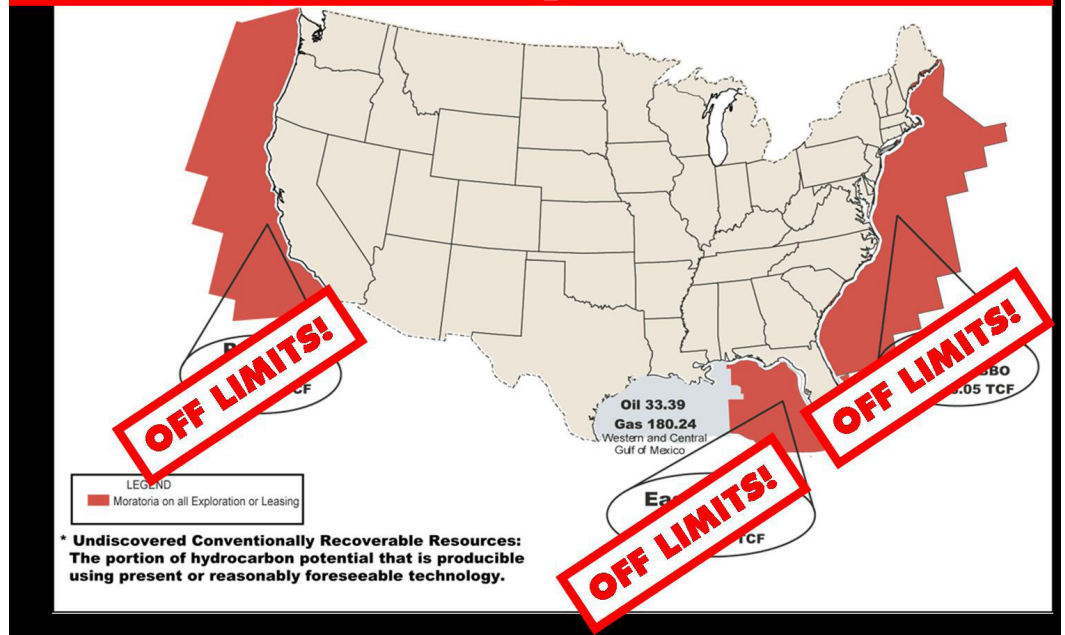 OFF LIMITS!
OFF LIMITS!
BBO
.05 TCF
Oil 33.39
Gas 180.24
Western and Central
Gulf of Mexico
OFF LIMITS!
TCF
LEGEND
Moratoria on all Exploration or Leasing
* Undiscovered Conventionally Recoverable Resources:
The portion of hydrocarbon potential that is producible
using present or reasonably foreseeable technology.